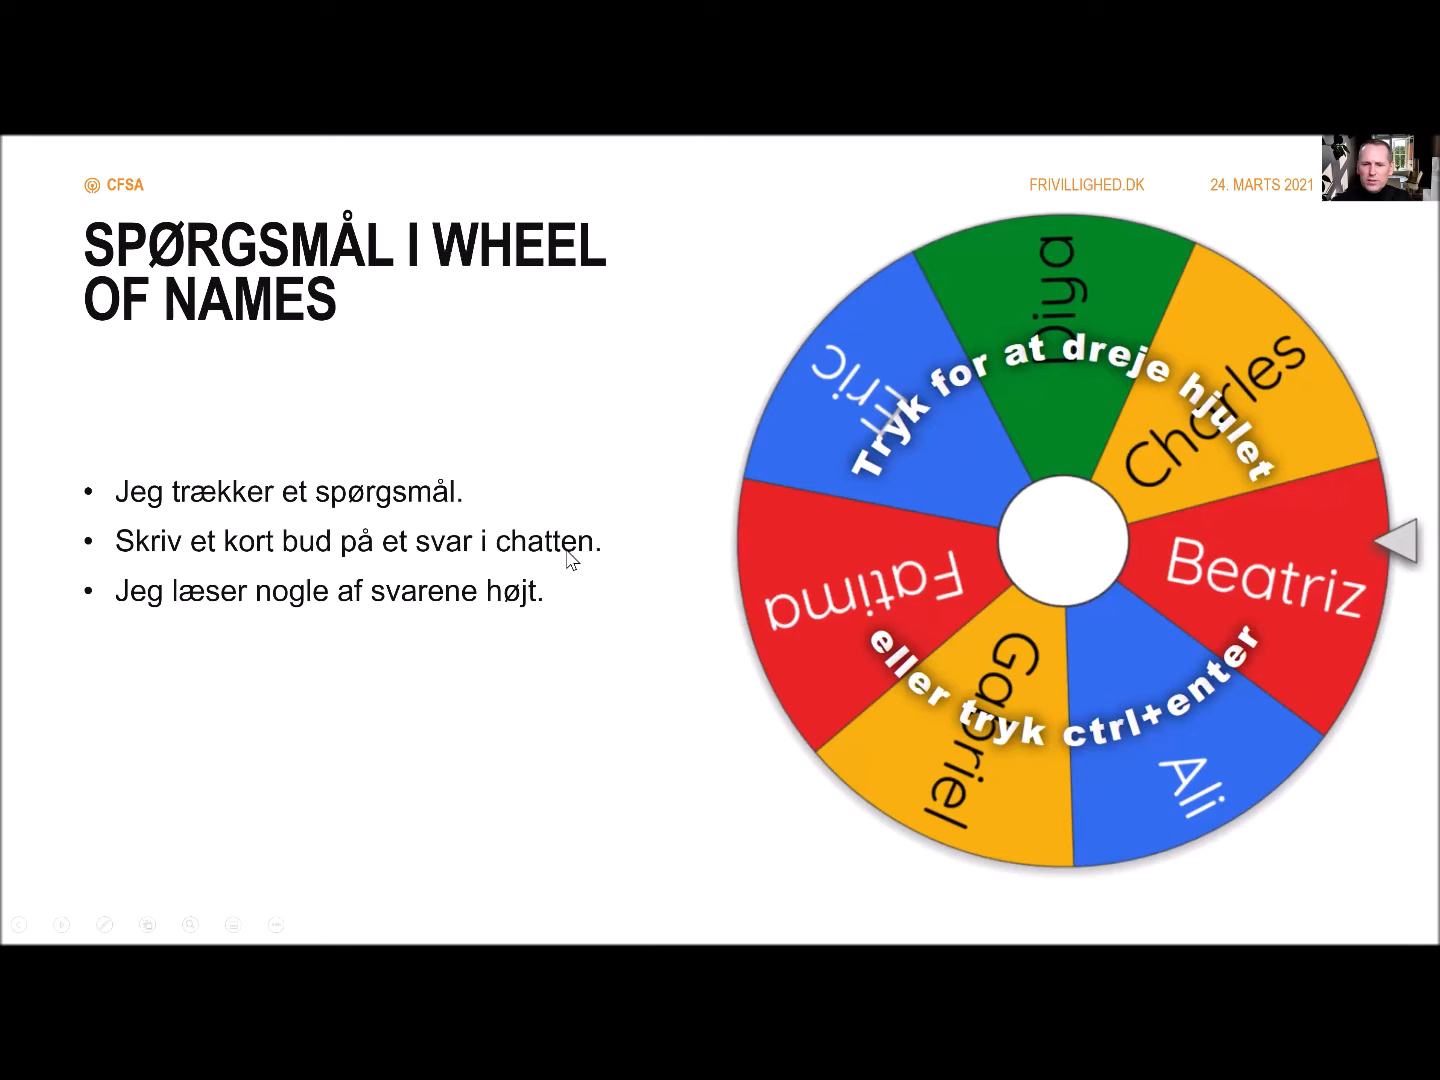 CFSA
FRIVILLIGHED.DK
24. MARTS 2021
SPØRGSMÅL I WHEEL
OF NAMES
• Jeg trækker et spørgsmål.
• Skriv et kort bud på et svar i chatten.
• Jeg læser nogle af svarene højt.
Tryk for at dreje hjulet
eller tryk ctrl+enter
Diya
Charles
Beatriz
Ali
Gabriel
Fatima
Eric